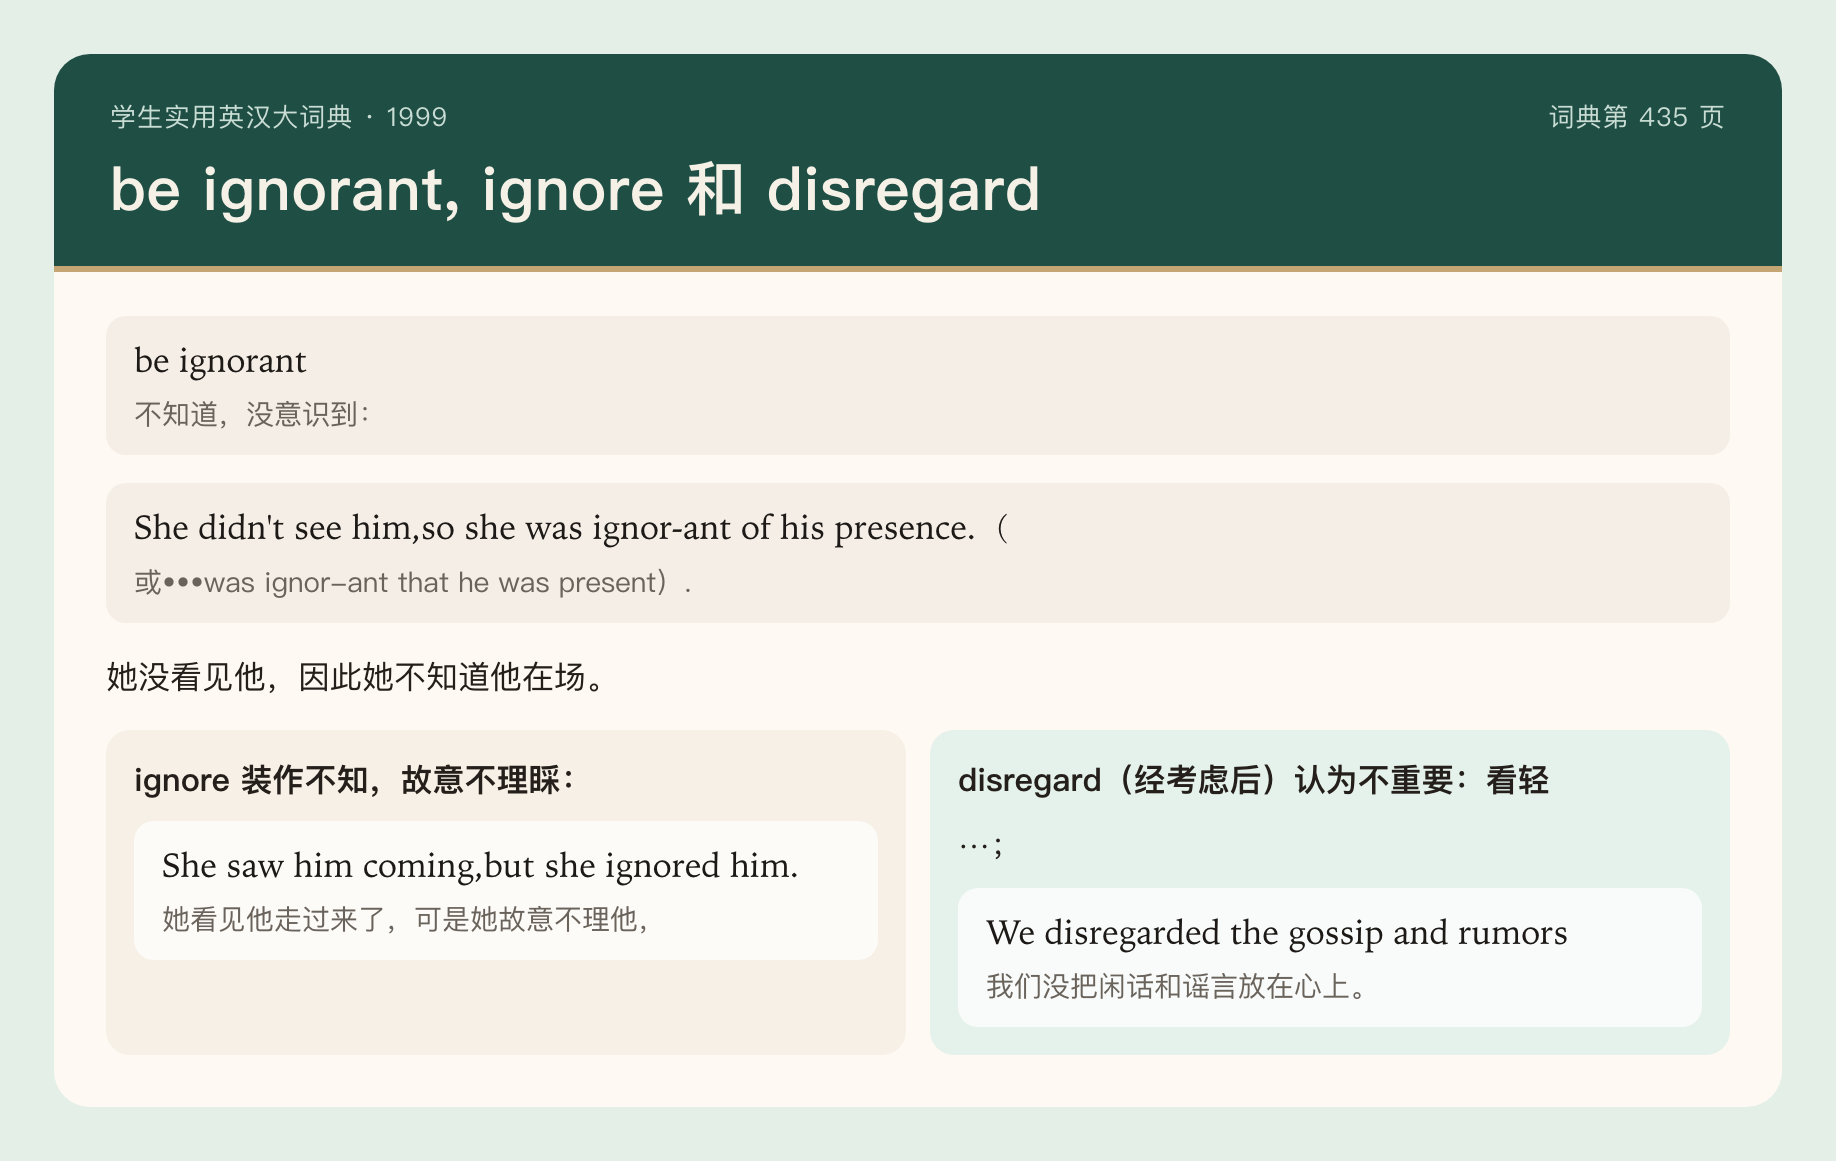 学生实用英汉大词典 · 1999
词典第 435 页
be ignorant, ignore 和 disregard
be ignorant
不知道，没意识到：
She didn't see him,so she was ignor-ant of his presence.（
或•••was ignor–ant that he was present）.
她没看见他，因此她不知道他在场。
ignore 装作不知，故意不理睬：
She saw him coming,but she ignored him.
她看见他走过来了，可是她故意不理他，
disregard（经考虑后）认为不重要：看轻
…;
We disregarded the gossip and rumors
我们没把闲话和谣言放在心上。